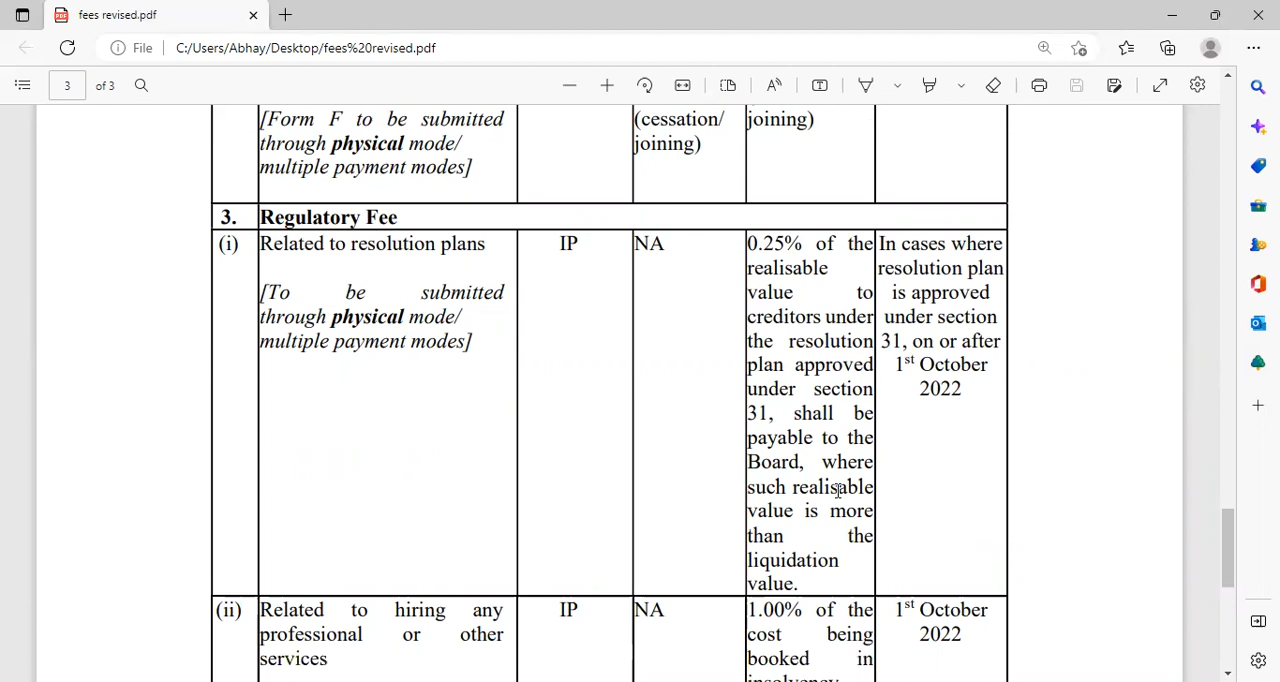 fees revised.pdf
File
C:/Users/Abhay/Desktop/fees%20revised.pdf
3
of 3
[Form F to be submitted
through physical mode/
multiple payment modes]
(cessation/
joining)
joining)
3. Regulatory Fee
(i)
Related to resolution plans
[To be submitted
through physical mode/
multiple payment modes]
IP
NA
0.25% of the
realisable
value to
creditors under
the resolution
plan approved
under section
31, shall be
payable to the
Board, where
such realisable
value is more
than the
liquidation
value.
In cases where
resolution plan
is approved
under section
31, on or after
1st October
2022
(ii)
Related to hiring any
professional or other
services
IP
NA
1.00% of the
cost being
booked in
insolvency
1st October
2022